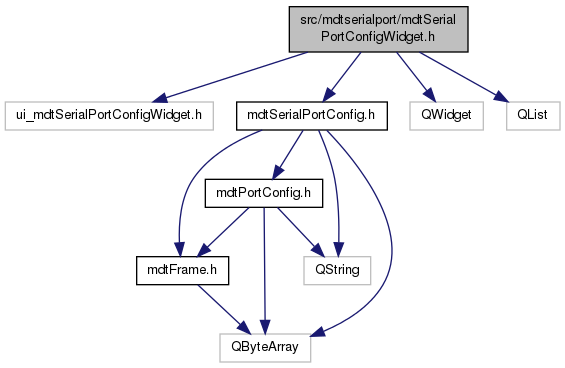 src/mdtserialport/mdtSerial
PortConfigWidget.h
ui_mdtSerialPortConfigWidget.h
mdtSerialPortConfig.h
QWidget
QList
mdtPortConfig.h
mdtFrame.h
QString
QByteArray